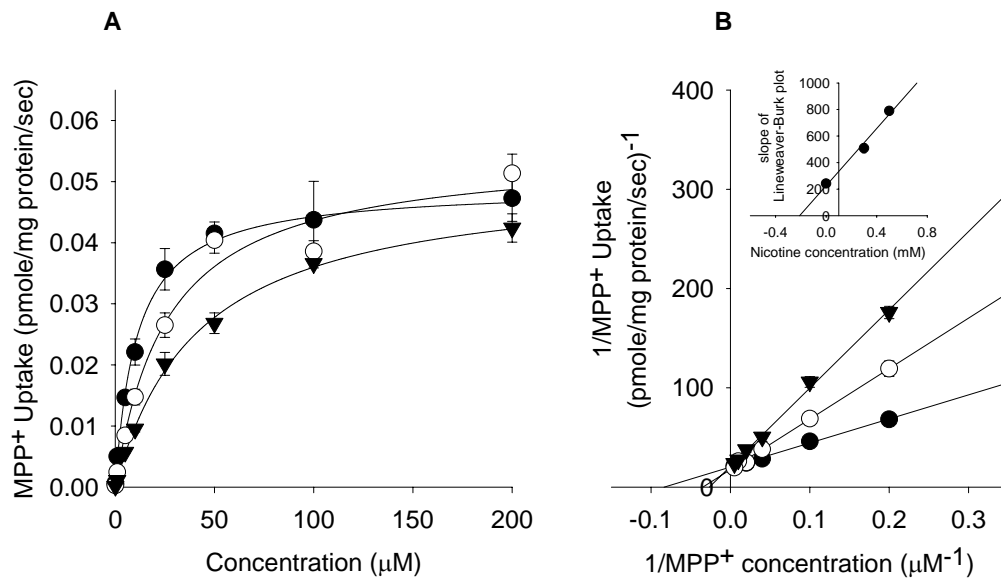 A
MPP+ Uptake (pmole/mg protein/sec)
0.06
0.05
0.04
0.03
0.02
0.01
0.00
0 50 100 150 200
Concentration (μM)
B
1/MPP+ Uptake
(pmole/mg protein/sec)-1
400
300
200
100
0
-0.1 0.0 0.1 0.2 0.3
1/MPP+ concentration (μM-1)
slope of
Lineweaver-Burk plot
1000
800
600
400
200
0
-0.4 0.0 0.4 0.8
Nicotine concentration (mM)